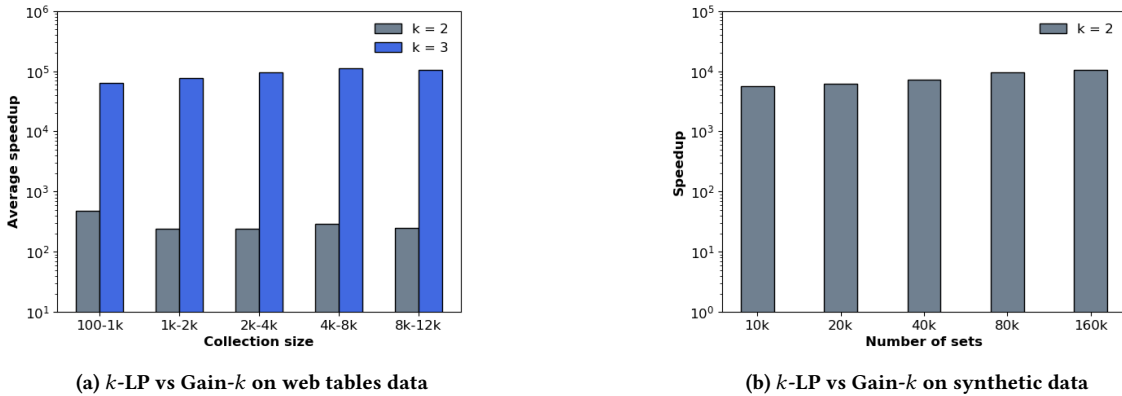 10^6
10^5
10^4
10^3
10^2
10^1
Average speedup
k = 2
k = 3
100-1k 1k-2k 2k-4k 4k-8k 8k-12k
Collection size
(a) k-LP vs Gain-k on web tables data
10^5
10^4
10^3
10^2
10^1
10^0
Speedup
k = 2
10k 20k 40k 80k 160k
Number of sets
(b) k-LP vs Gain-k on synthetic data